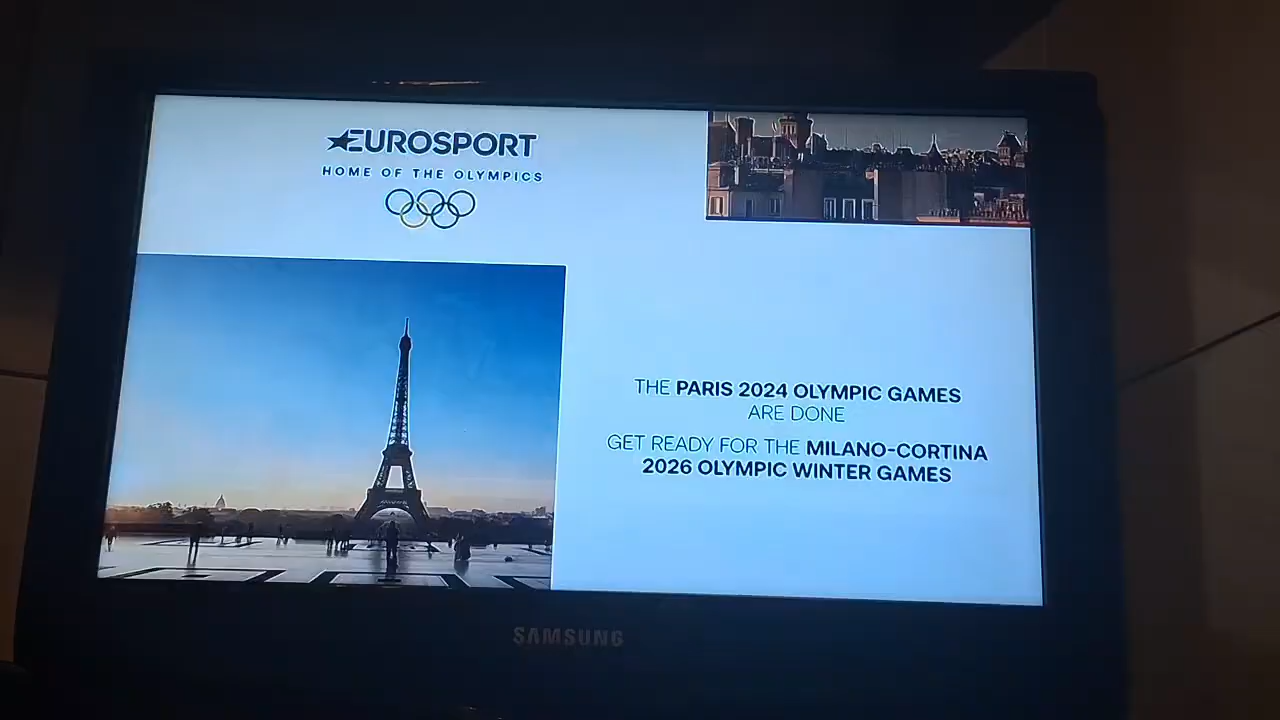 EUROSPORT
HOME OF THE OLYMPICS
THE PARIS 2024 OLYMPIC GAMES
ARE DONE
GET READY FOR THE MILANO-CORTINA
2026 OLYMPIC WINTER GAMES
SAMSUNG